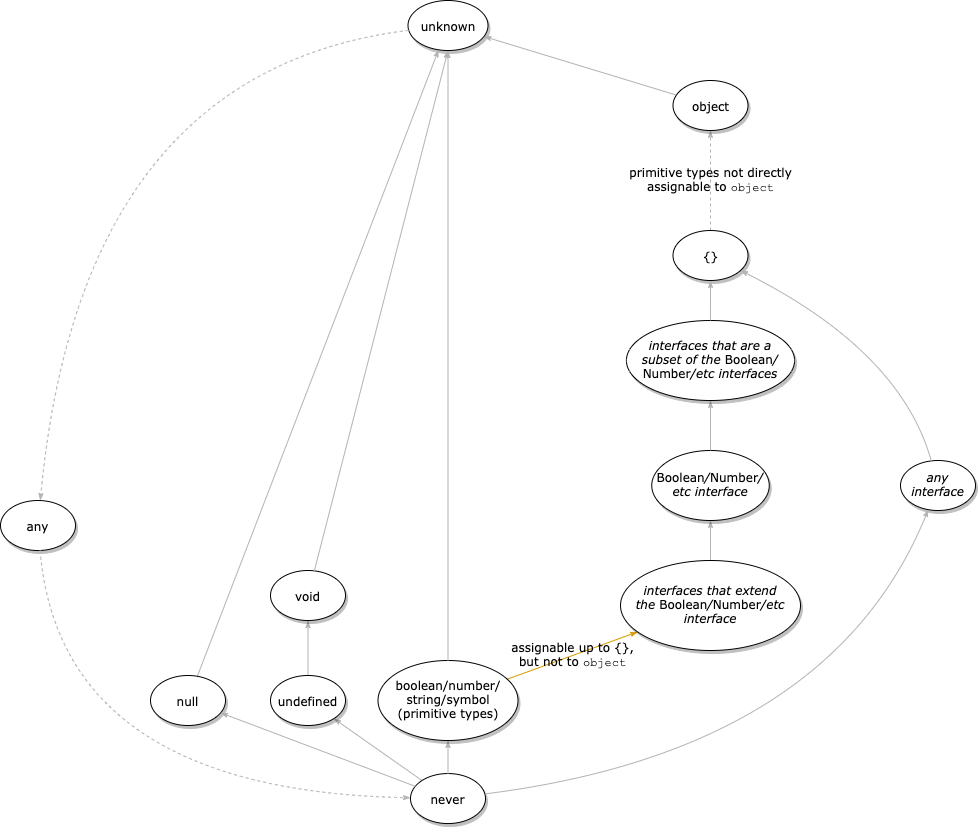 unknown
object
primitive types not directly
assignable to object
{}
interfaces that are a
subset of the Boolean/
Number/etc interfaces
Boolean/Number/
etc interface
any
interface
any
interfaces that extend
the Boolean/Number/etc
interface
void
assignable up to {},
but not to object
null
undefined
boolean/number/
string/symbol
(primitive types)
never